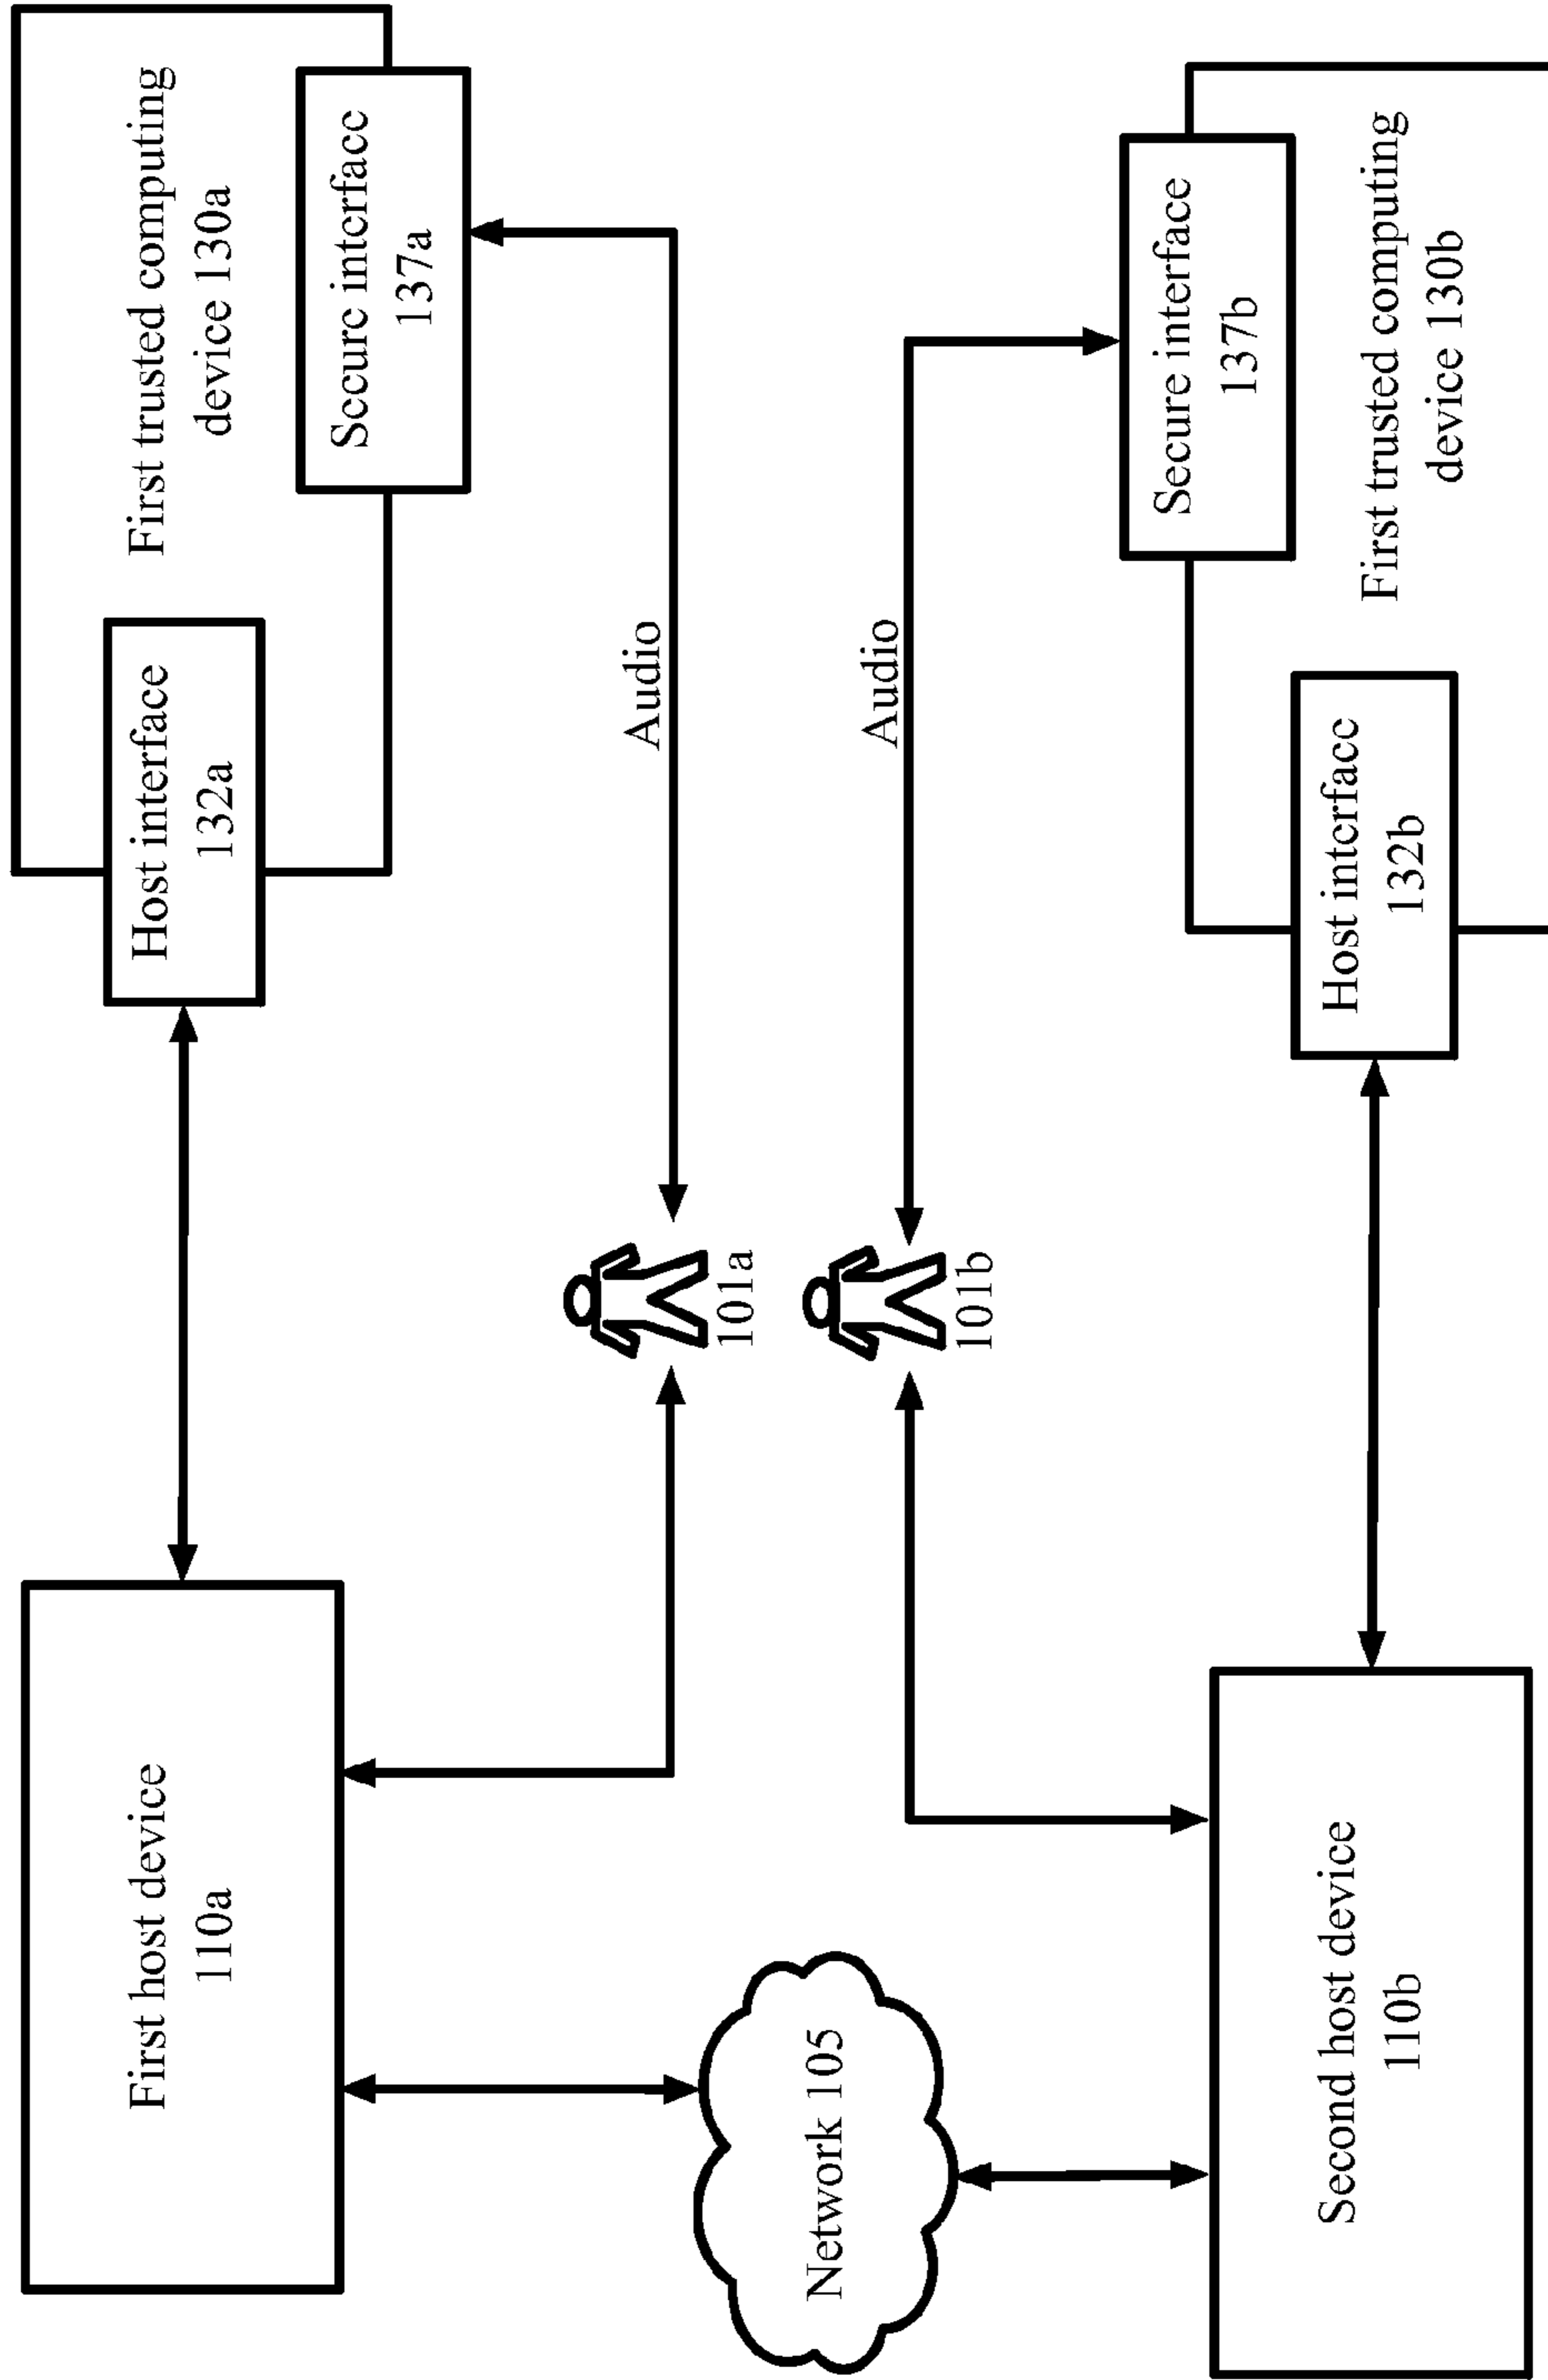 First host device
110a
Host interface
132a
First trusted computing
device 130a
Secure interface
137a
Audio
101a
Network 105
Audio
101b
Secure interface
137b
First trusted computing
device 130b
Host interface
132b
Second host device
110b